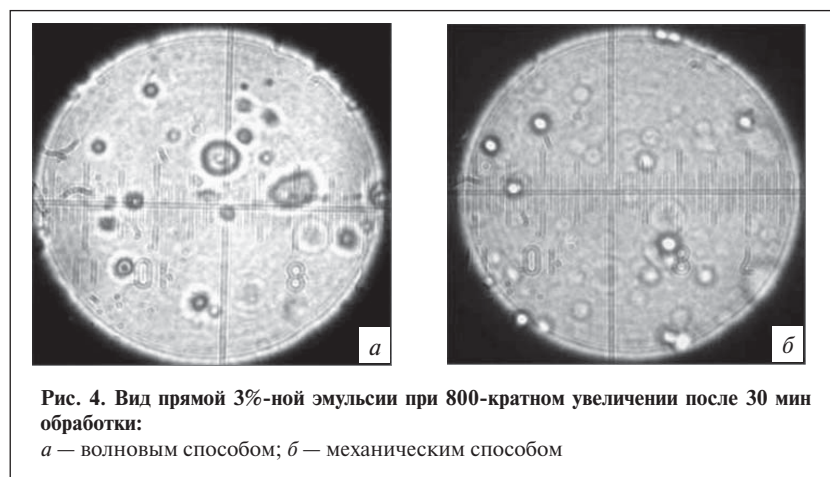 а
б
Рис. 4. Вид прямой 3%-ной эмульсии при 800-кратном увеличении после 30 мин
обработки:
а — волновым способом; б — механическим способом